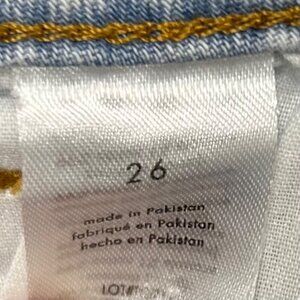 26
made in Pakistan
fabriqué en Pakistan
hecho en Pakistan